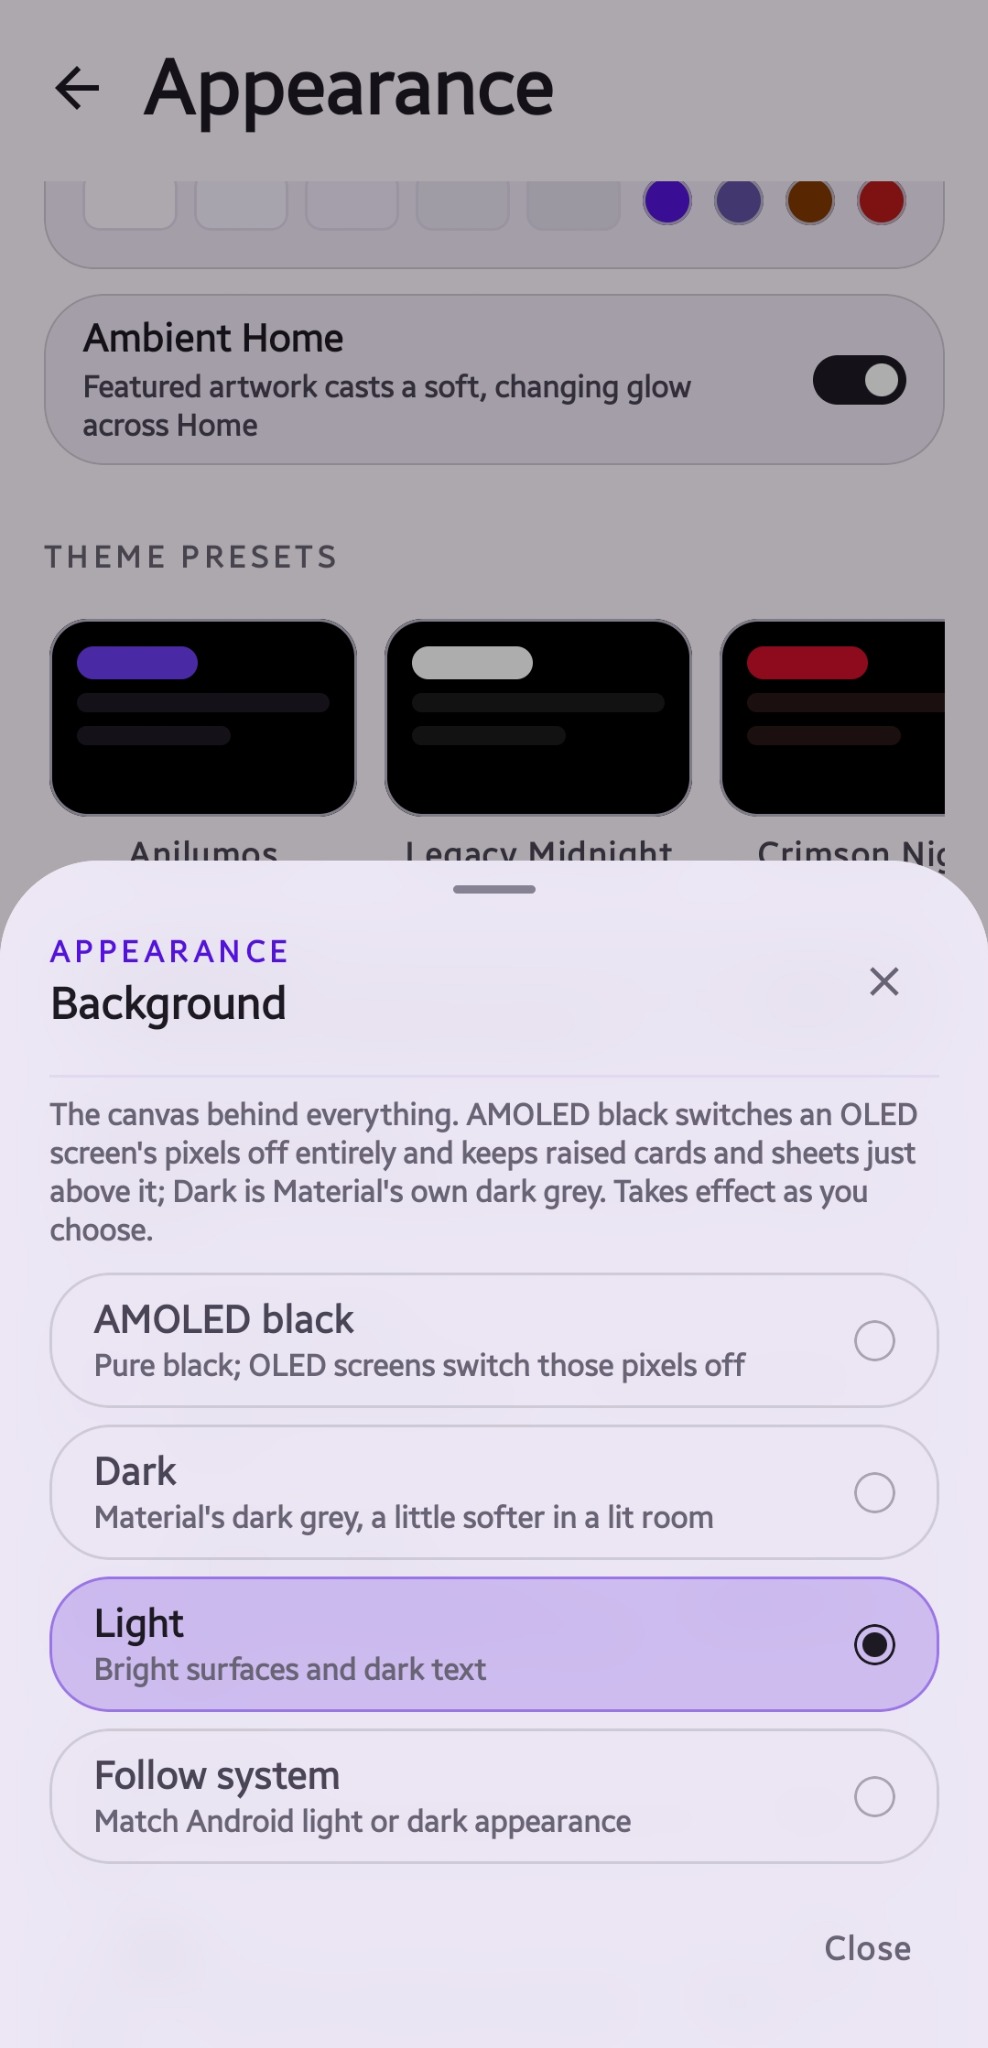 Appearance
Ambient Home
Featured artwork casts a soft, changing glow
across Home
THEME PRESETS
Anilumos
Legacy Midnight
Crimson
APPEARANCE
Background
The canvas behind everything. AMOLED black switches an OLED
screen's pixels off entirely and keeps raised cards and sheets just
above it; Dark is Material's own dark grey. Takes effect as you
choose.
AMOLED black
Pure black; OLED screens switch those pixels off
Dark
Material's dark grey, a little softer in a lit room
Light
Bright surfaces and dark text
Follow system
Match Android light or dark appearance
Close